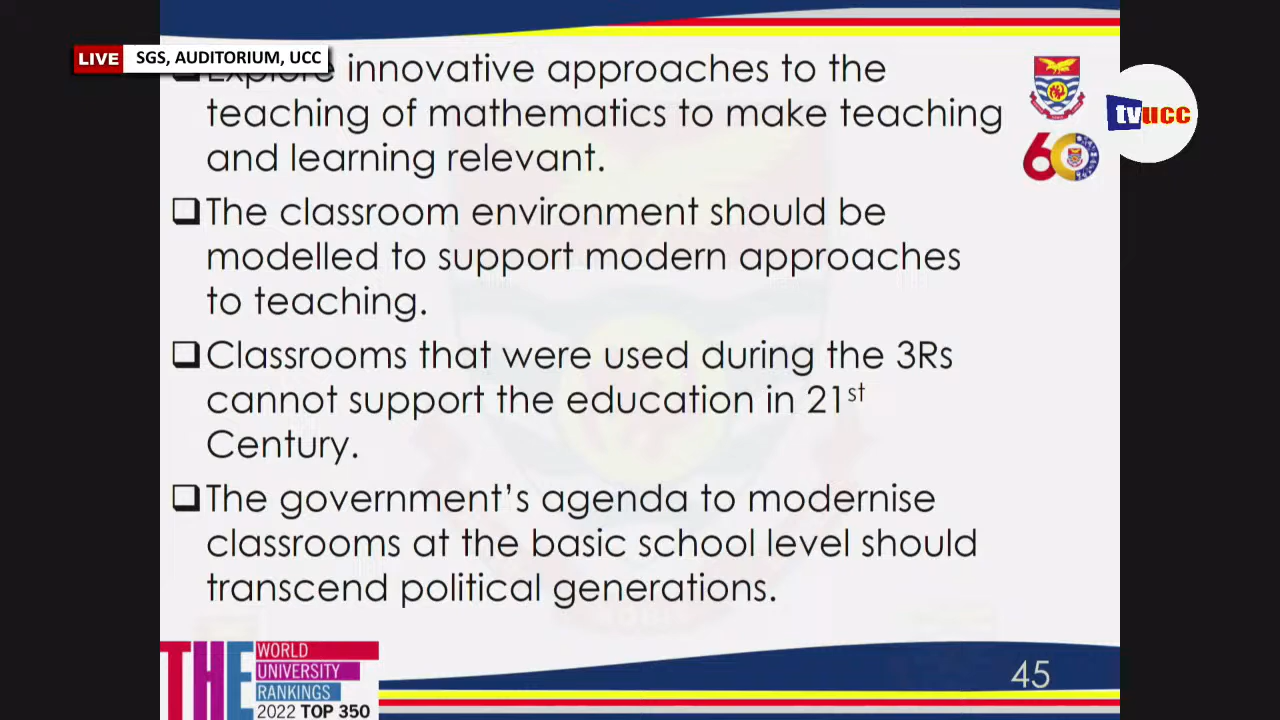 LIVE SGS, AUDITORIUM, UCC
Explore innovative approaches to the
teaching of mathematics to make teaching
and learning relevant.
The classroom environment should be
modelled to support modern approaches
to teaching.
Classrooms that were used during the 3Rs
cannot support the education in 21st
Century.
The government's agenda to modernise
classrooms at the basic school level should
transcend political generations.
60
tvucc
THE
WORLD
UNIVERSITY
RANKINGS
2022 TOP 350
45